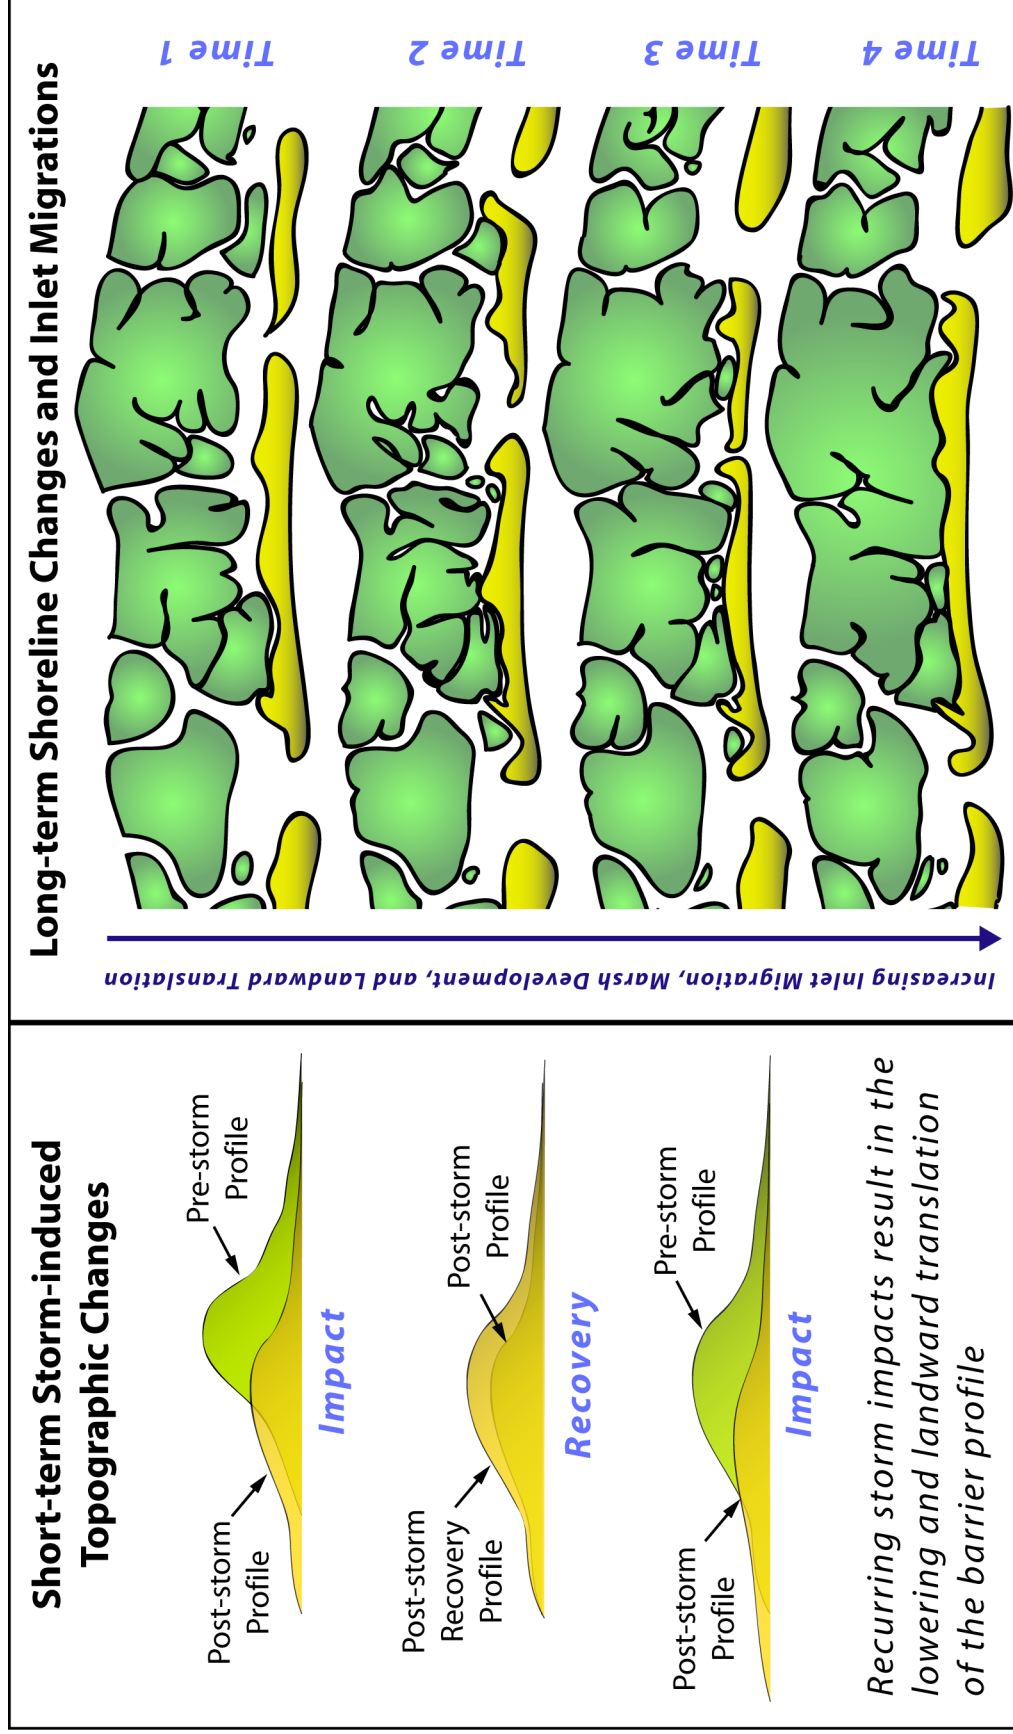 Short-term Storm-induced
Topographic Changes
Pre-storm
Profile
Post-storm
Profile
Impact
Post-storm
Profile
Post-storm
Recovery
Profile
Recovery
Pre-storm
Profile
Post-storm
Profile
Impact
Recurring storm impacts result in the
lowering and landward translation
of the barrier profile
Long-term Shoreline Changes and Inlet Migrations
Increasing Inlet Migration, Marsh Development, and Landward Translation
Time 1
Time 2
Time 3
Time 4